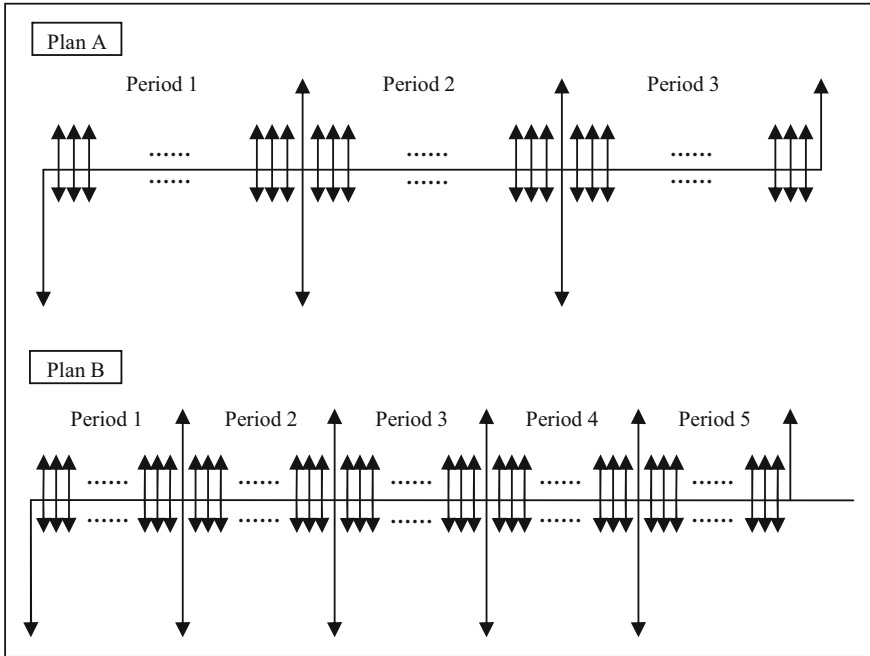 Plan A
Period 1 Period 2 Period 3
...... ...... ......
...... ...... ......
Plan B
Period 1 Period 2 Period 3 Period 4 Period 5
...... ...... ...... ...... ......
...... ...... ...... ...... ......